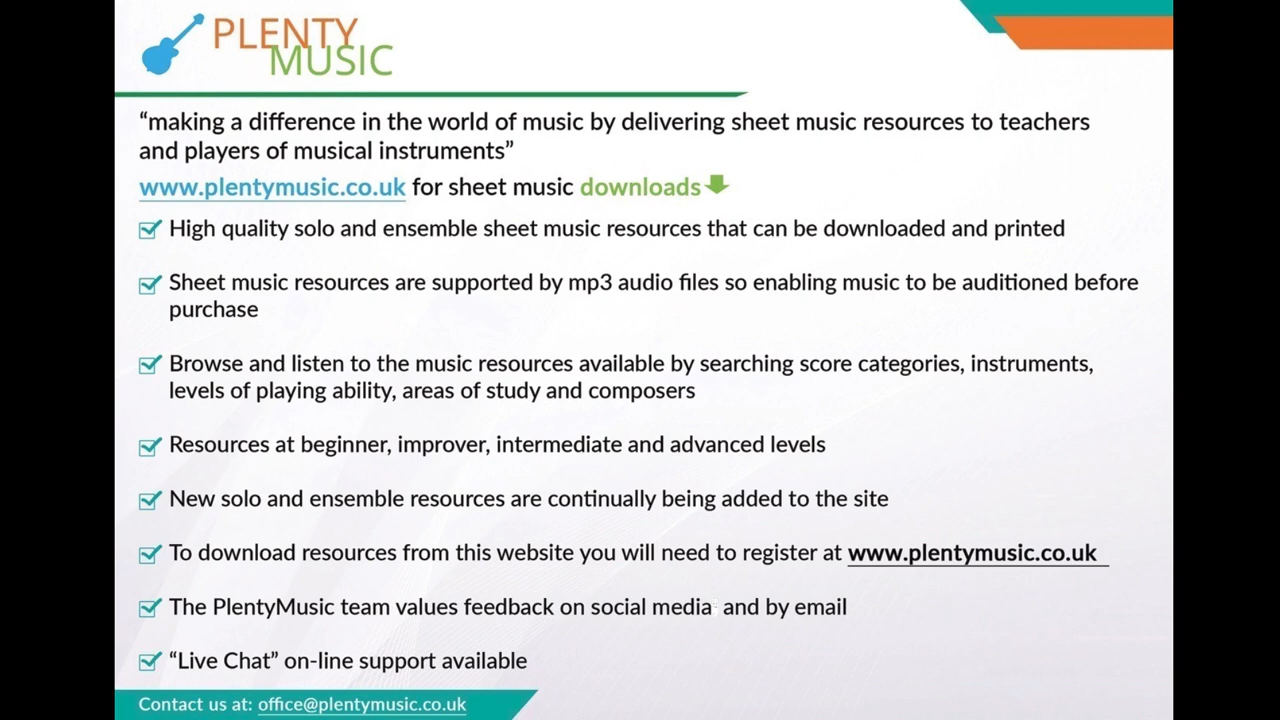 PLENTY
MUSIC
“making a difference in the world of music by delivering sheet music resources to teachers
and players of musical instruments”
www.plentymusic.co.uk for sheet music downloads
High quality solo and ensemble sheet music resources that can be downloaded and printed
Sheet music resources are supported by mp3 audio files so enabling music to be auditioned before
purchase
Browse and listen to the music resources available by searching score categories, instruments,
levels of playing ability, areas of study and composers
Resources at beginner, improver, intermediate and advanced levels
New solo and ensemble resources are continually being added to the site
To download resources from this website you will need to register at www.plentymusic.co.uk
The PlentyMusic team values feedback on social media and by email
“Live Chat” on-line support available
Contact us at: office@plentymusic.co.uk